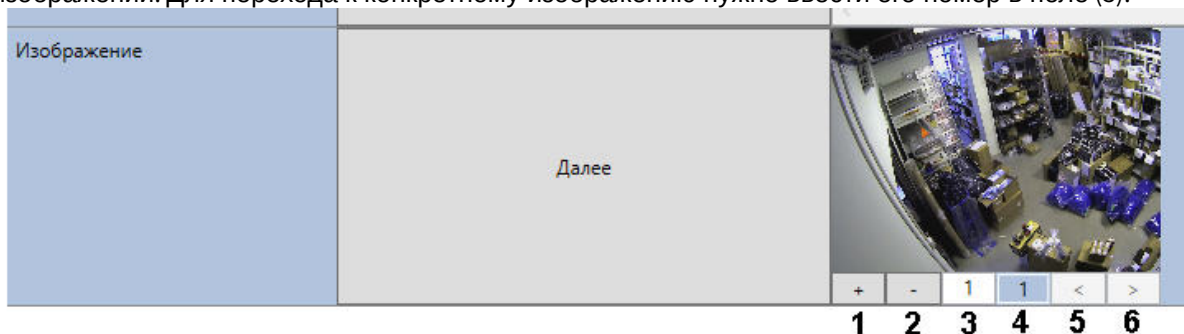 изображений. Для перехода к конкретному изображению нужно ввести его номер в поле (3).
Изображение
Далее
+ - 1 1 < >
1 2 3 4 5 6